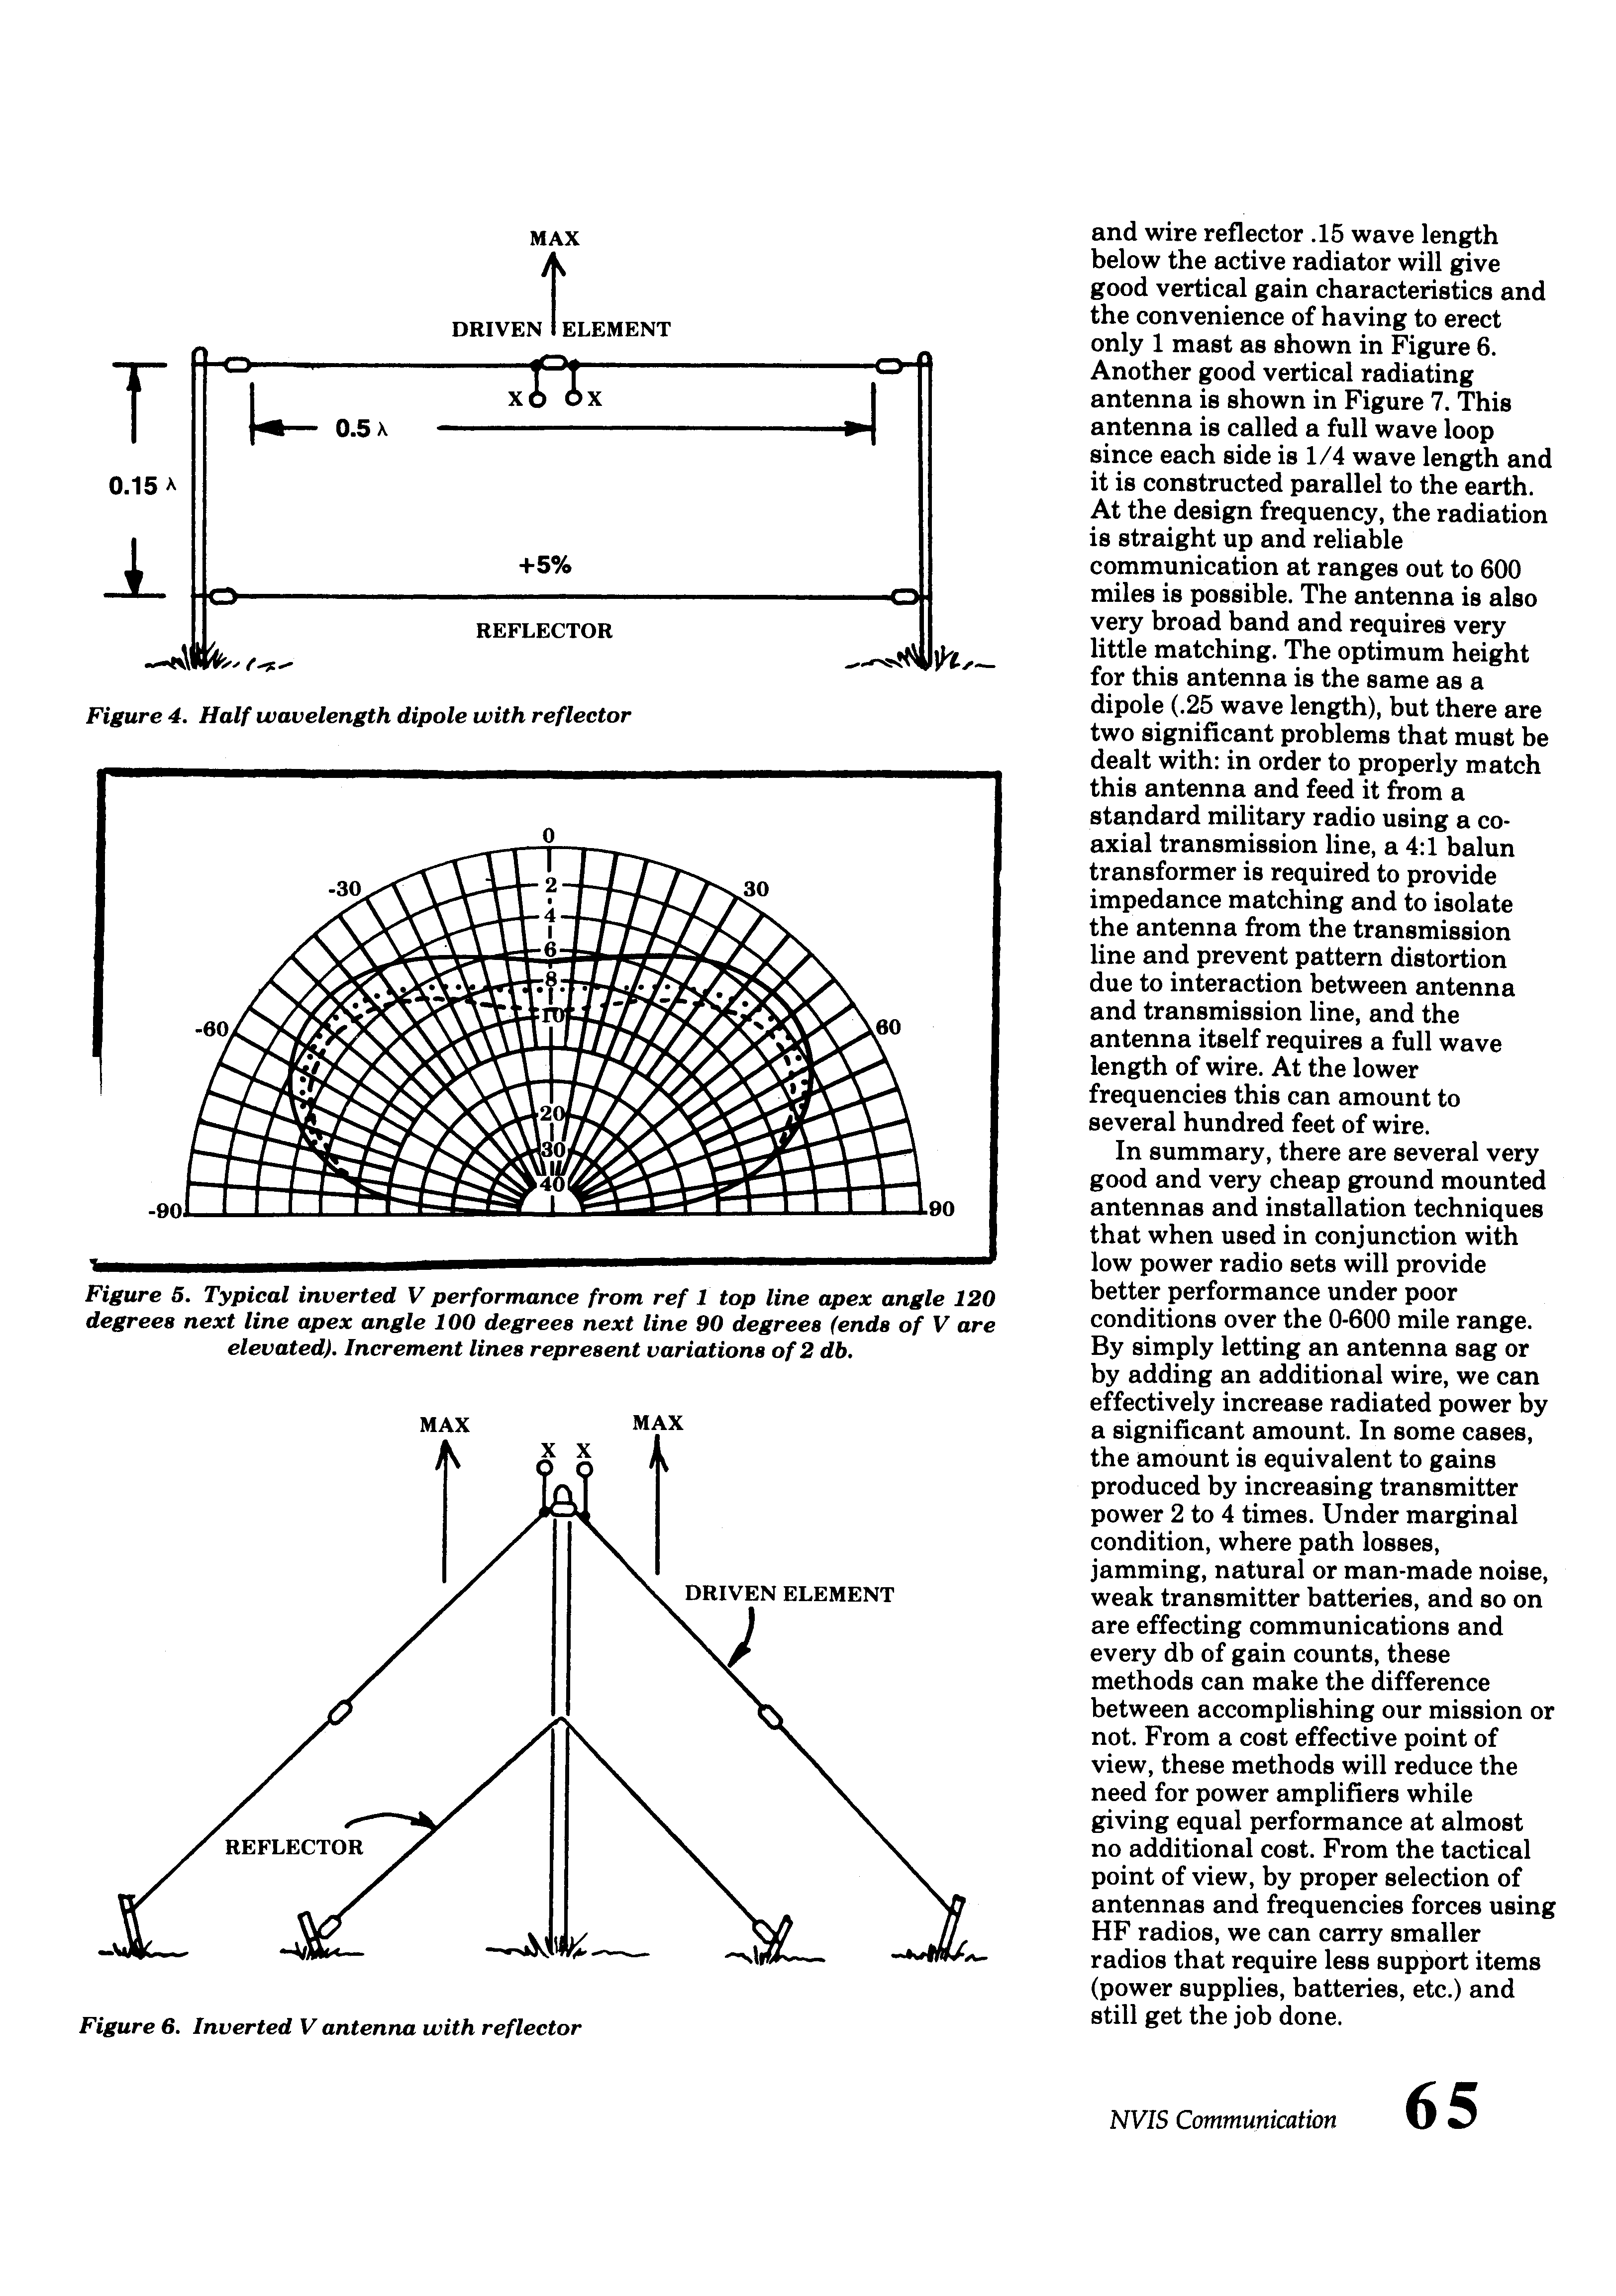 MAX
DRIVEN ELEMENT
X X
0.5 λ
0.15 λ
+5%
REFLECTOR
Figure 4. Half wavelength dipole with reflector
0
-30 30
2
4
6
8
-60 10 60
20
30
40
-90 90
Figure 5. Typical inverted V performance from ref 1 top line apex angle 120
degrees next line apex angle 100 degrees next line 90 degrees (ends of V are
elevated). Increment lines represent variations of 2 db.
MAX MAX
X X
DRIVEN ELEMENT
REFLECTOR
Figure 6. Inverted V antenna with reflector
and wire reflector .15 wave length
below the active radiator will give
good vertical gain characteristics and
the convenience of having to erect
only 1 mast as shown in Figure 6.
Another good vertical radiating
antenna is shown in Figure 7. This
antenna is called a full wave loop
since each side is 1/4 wave length and
it is constructed parallel to the earth.
At the design frequency, the radiation
is straight up and reliable
communication at ranges out to 600
miles is possible. The antenna is also
very broad band and requires very
little matching. The optimum height
for this antenna is the same as a
dipole (.25 wave length), but there are
two significant problems that must be
dealt with: in order to properly match
this antenna and feed it from a
standard military radio using a co-
axial transmission line, a 4:1 balun
transformer is required to provide
impedance matching and to isolate
the antenna from the transmission
line and prevent pattern distortion
due to interaction between antenna
and transmission line, and the
antenna itself requires a full wave
length of wire. At the lower
frequencies this can amount to
several hundred feet of wire.
In summary, there are several very
good and very cheap ground mounted
antennas and installation techniques
that when used in conjunction with
low power radio sets will provide
better performance under poor
conditions over the 0-600 mile range.
By simply letting an antenna sag or
by adding an additional wire, we can
effectively increase radiated power by
a significant amount. In some cases,
the amount is equivalent to gains
produced by increasing transmitter
power 2 to 4 times. Under marginal
condition, where path losses,
jamming, natural or man-made noise,
weak transmitter batteries, and so on
are effecting communications and
every db of gain counts, these
methods can make the difference
between accomplishing our mission or
not. From a cost effective point of
view, these methods will reduce the
need for power amplifiers while
giving equal performance at almost
no additional cost. From the tactical
point of view, by proper selection of
antennas and frequencies forces using
HF radios, we can carry smaller
radios that require less support items
(power supplies, batteries, etc.) and
still get the job done.
NVIS Communication 65